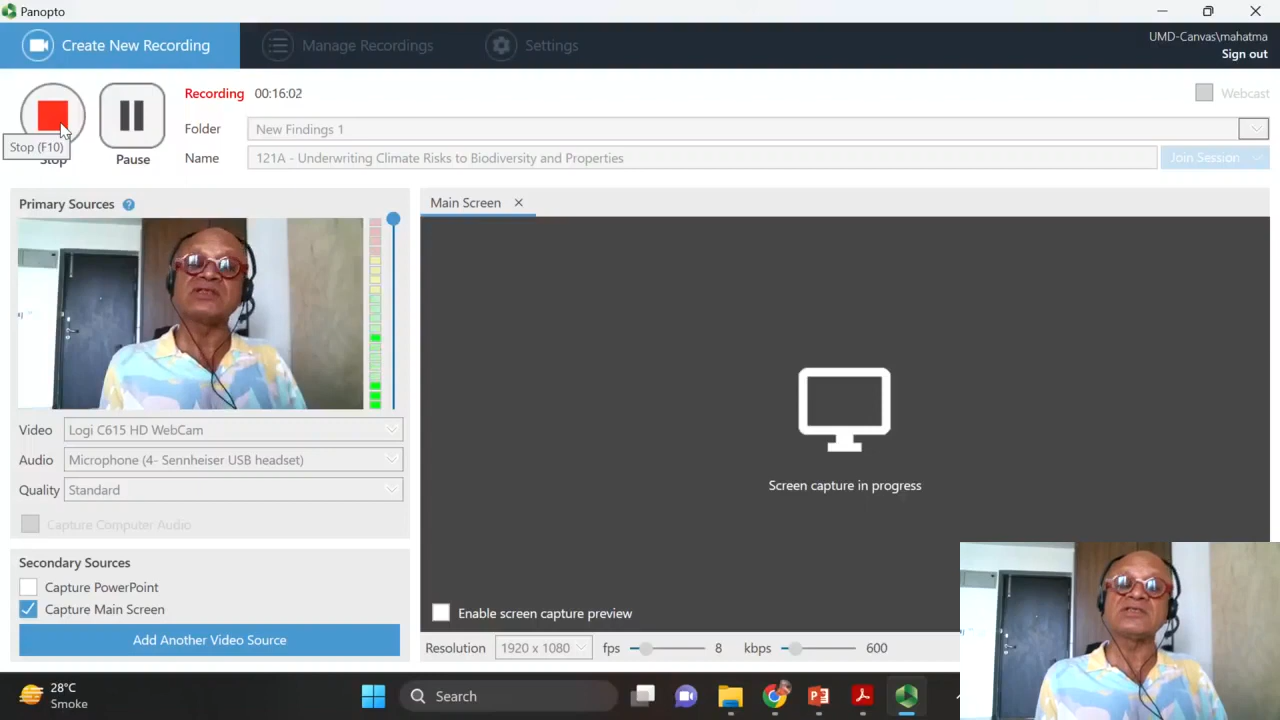 Panopto
Create New Recording
Manage Recordings
Settings
UMD-Canvas\mahatma
Sign out
Recording 00:16:02
Webcast
Folder New Findings 1
Stop (F10)
Stop
Pause
Name 121A - Underwriting Climate Risks to Biodiversity and Properties
Join Session
Primary Sources ?
Main Screen
Video Logi C615 HD WebCam
Audio Microphone (4- Sennheiser USB headset)
Quality Standard
Capture Computer Audio
Screen capture in progress
Secondary Sources
Capture PowerPoint
Capture Main Screen
Add Another Video Source
Enable screen capture preview
Resolution 1920 x 1080 fps 8 kbps 600
28°C
Smoke
Search